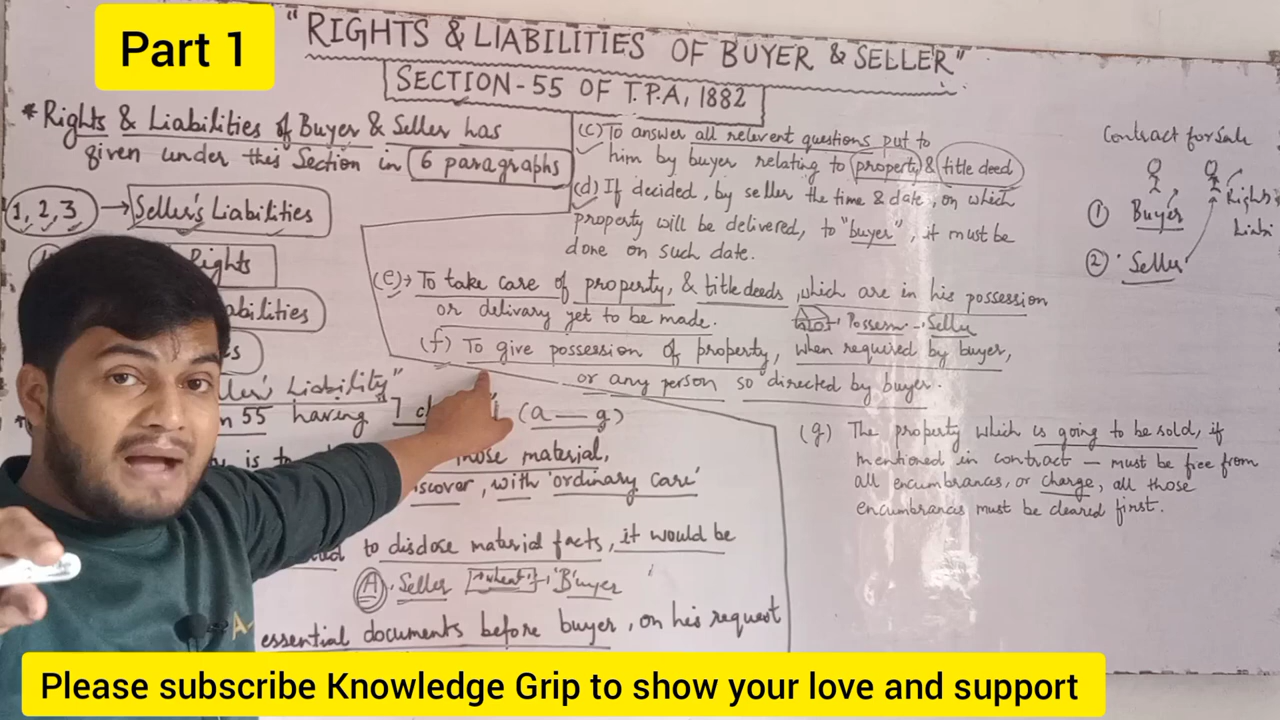 Part 1
"RIGHTS & LIABILITIES OF BUYER & SELLER"
SECTION-55 OF T.P.A, 1882
* Rights & Liabilities of Buyer & Seller has
given under this Section in 6 paragraphs
1, 2, 3 → Seller's Liabilities
Rights
abilities
ller's Liability"
n 55 having "7 cl (a — g)
those material,
iscover, with 'ordinary care'
to disclose material facts, it would be
A Seller wheat 'B'uyer
essential documents before buyer, on his request
(c) To answer all relevent questions put to
him by buyer relating to property & title deed
(d) If decided, by seller the time & date, on which
property will be delivered, to "buyer", it must be
done on such date.
(e) → To take care of property, & title deeds, which are in his possession
or delivary yet to be made.
Possessn → Seller
(f) To give possession of property, when required by buyer,
or any person so directed by buyer.
(g) The property which is going to be sold, if
mentioned in contract — must be free from
all encumbrances, or charge, all those
encumbrances must be cleared first.
Contract for Sale
① Buyer
Rights
Liabi
② Seller
Please subscribe Knowledge Grip to show your love and support